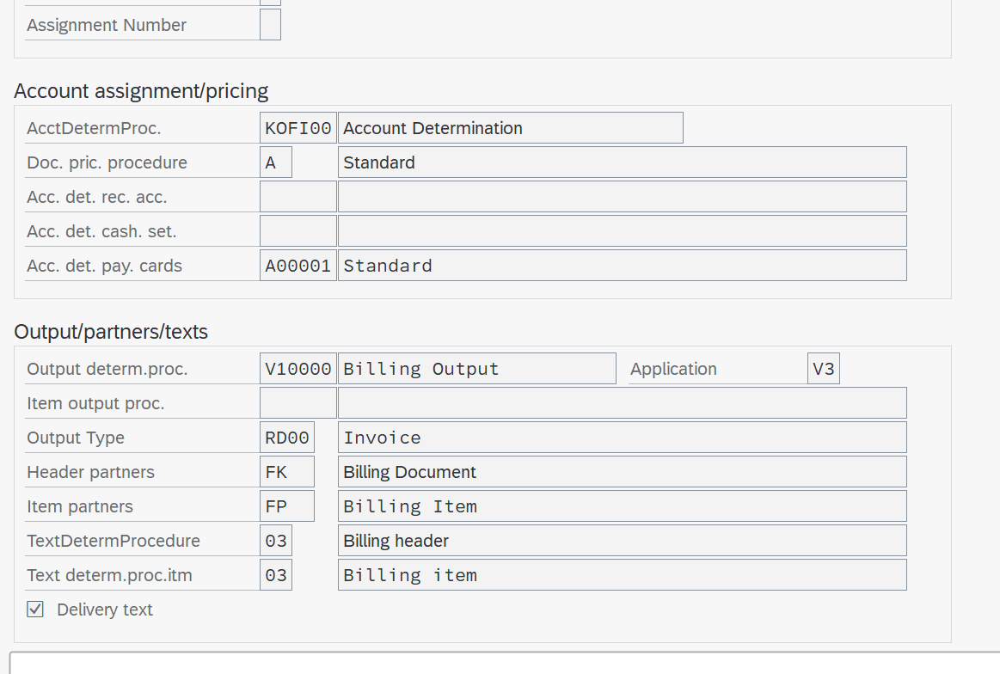 Assignment Number
Account assignment/pricing
AcctDetermProc. KOFI00 Account Determination
Doc. pric. procedure A Standard
Acc. det. rec. acc.
Acc. det. cash. set.
Acc. det. pay. cards A00001 Standard
Output/partners/texts
Output determ.proc. V10000 Billing Output Application V3
Item output proc.
Output Type RD00 Invoice
Header partners FK Billing Document
Item partners FP Billing Item
TextDetermProcedure 03 Billing header
Text determ.proc.itm 03 Billing item
Delivery text